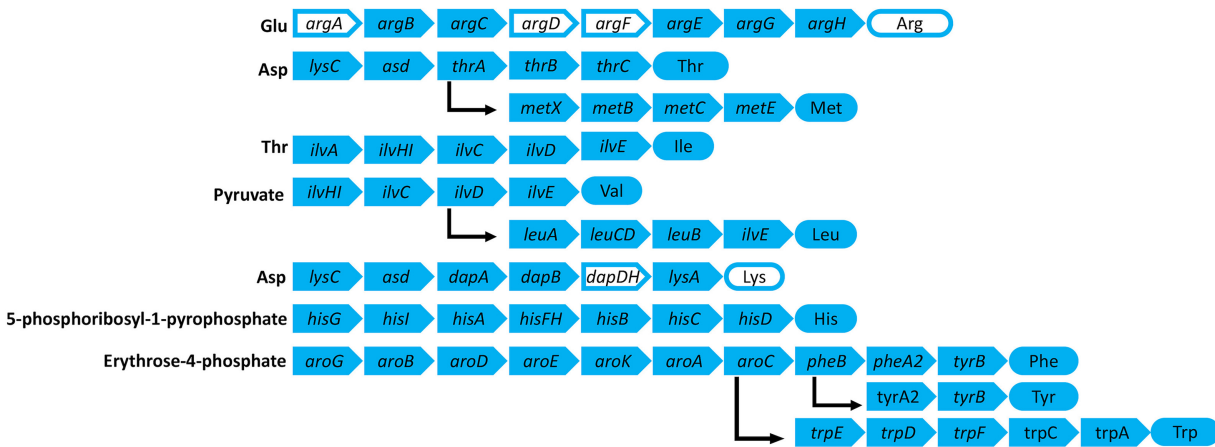 Glu argA argB argC argD argF argE argG argH Arg
Asp lysC asd thrA thrB thrC Thr
metX metB metC metE Met
Thr ilvA ilvHI ilvC ilvD ilvE Ile
Pyruvate ilvHI ilvC ilvD ilvE Val
leuA leuCD leuB ilvE Leu
Asp lysC asd dapA dapB dapDH lysA Lys
5-phosphoribosyl-1-pyrophosphate hisG hisI hisA hisFH hisB hisC hisD His
Erythrose-4-phosphate aroG aroB aroD aroE aroK aroA aroC pheB pheA2 tyrB Phe
tyrA2 tyrB Tyr
trpE trpD trpF trpC trpA Trp